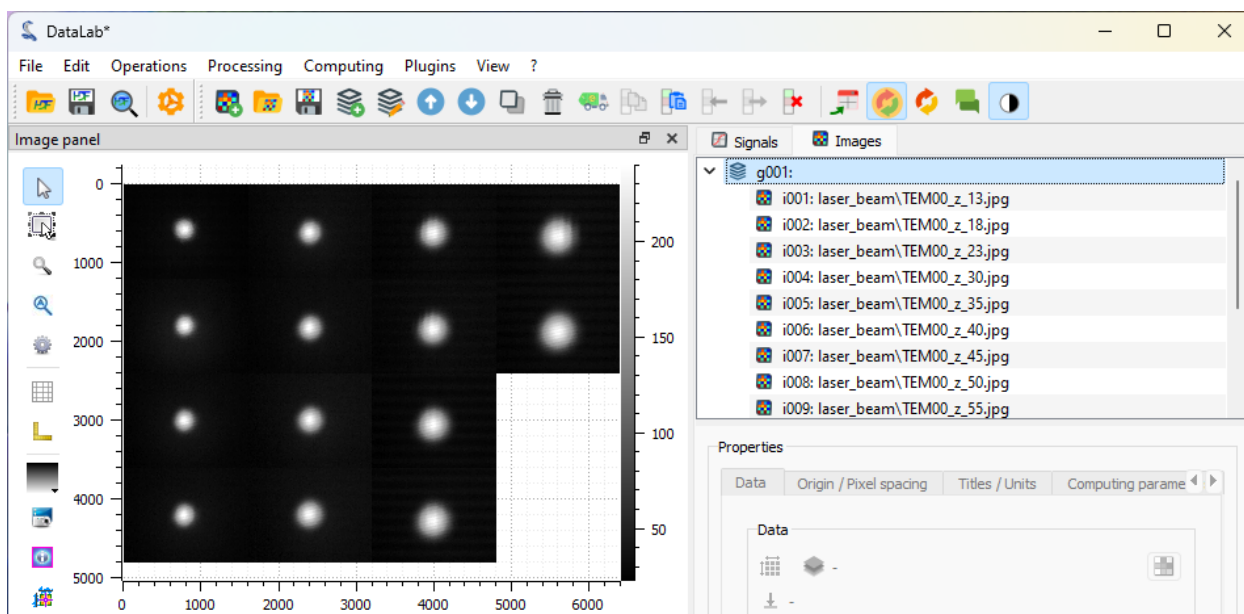 DataLab*
File Edit Operations Processing Computing Plugins View ?
Image panel
Signals Images
g001:
i001: laser_beam\TEM00_z_13.jpg
i002: laser_beam\TEM00_z_18.jpg
i003: laser_beam\TEM00_z_23.jpg
i004: laser_beam\TEM00_z_30.jpg
i005: laser_beam\TEM00_z_35.jpg
i006: laser_beam\TEM00_z_40.jpg
i007: laser_beam\TEM00_z_45.jpg
i008: laser_beam\TEM00_z_50.jpg
i009: laser_beam\TEM00_z_55.jpg
0
1000
2000
3000
4000
5000
0 1000 2000 3000 4000 5000 6000
200
150
100
50
Properties
Data Origin / Pixel spacing Titles / Units Computing parame
Data
-
-